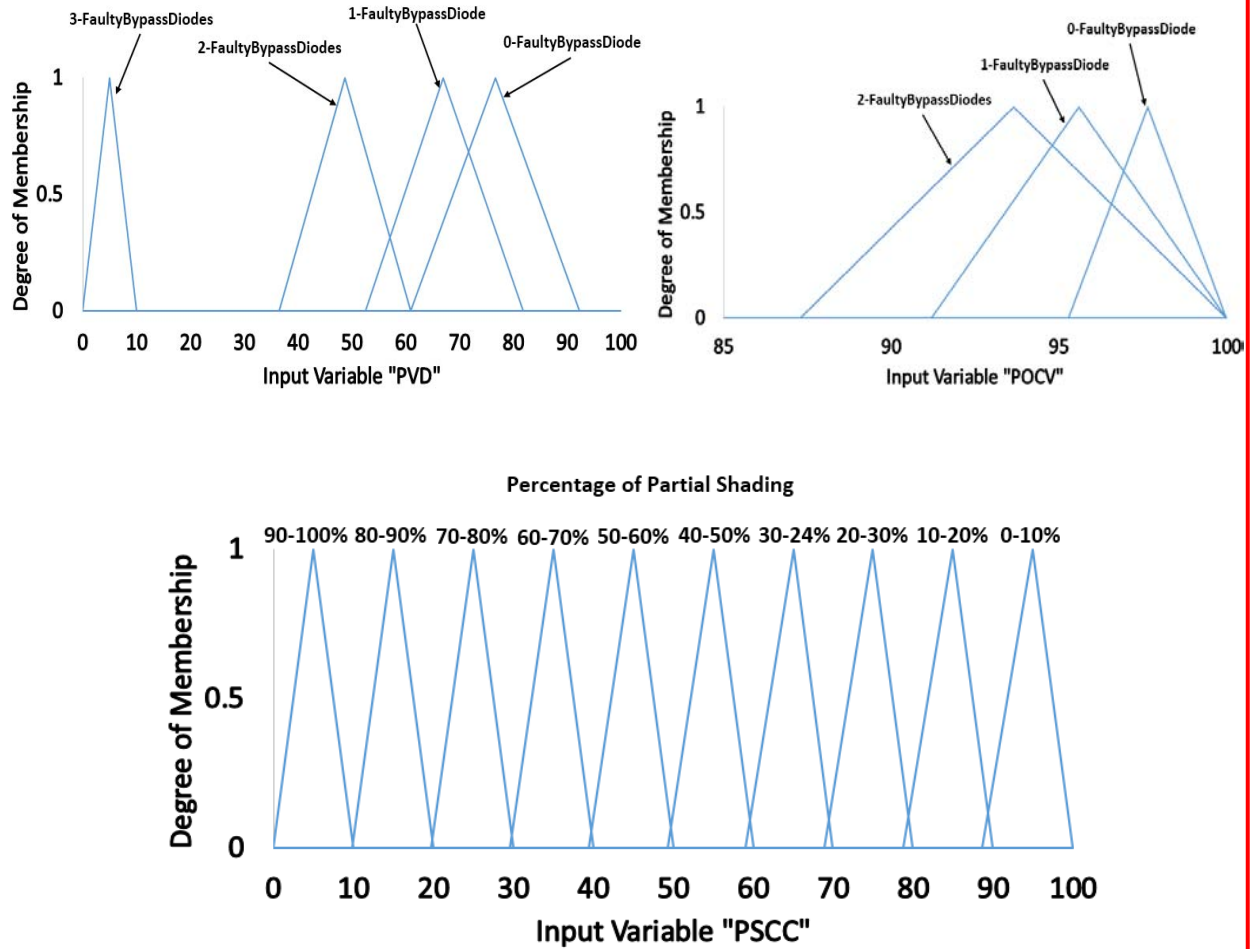 3-FaultyBypassDiodes
1-FaultyBypassDiode
2-FaultyBypassDiodes
0-FaultyBypassDiode
Degree of Membership
1
0.5
0
0 10 20 30 40 50 60 70 80 90 100
Input Variable "PVD"
0-FaultyBypassDiode
1-FaultyBypassDiode
2-FaultyBypassDiodes
Degree of Membership
1
0.5
0
85 90 95 100
Input Variable "POCV"
Percentage of Partial Shading
90-100% 80-90% 70-80% 60-70% 50-60% 40-50% 30-24% 20-30% 10-20% 0-10%
Degree of Membership
1
0.5
0
0 10 20 30 40 50 60 70 80 90 100
Input Variable "PSCC"